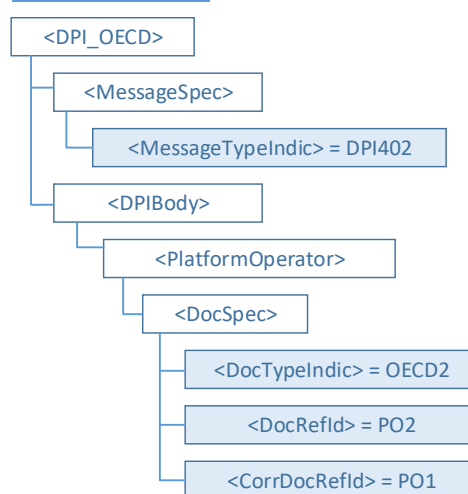 <DPI_OECD>
<MessageSpec>
<MessageTypeIndic> = DPI402
<DPIBody>
<PlatformOperator>
<DocSpec>
<DocTypeIndic> = OECD2
<DocRefId> = PO2
<CorrDocRefId> = PO1